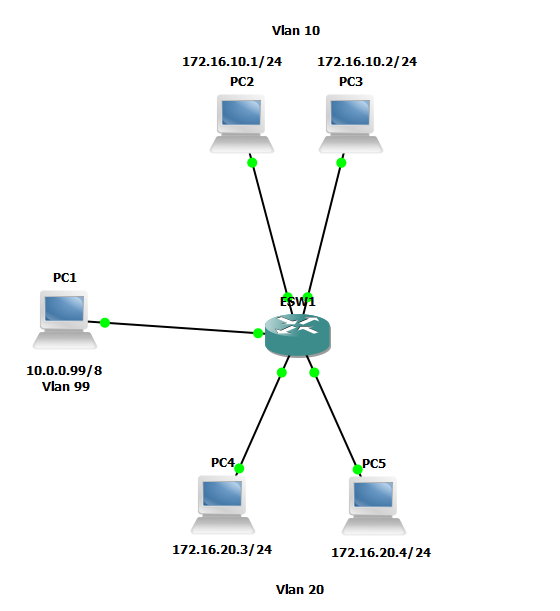 Vlan 10
172.16.10.1/24 172.16.10.2/24
PC2 PC3
ESW1
PC1
10.0.0.99/8
Vlan 99
PC4 PC5
172.16.20.3/24 172.16.20.4/24
Vlan 20